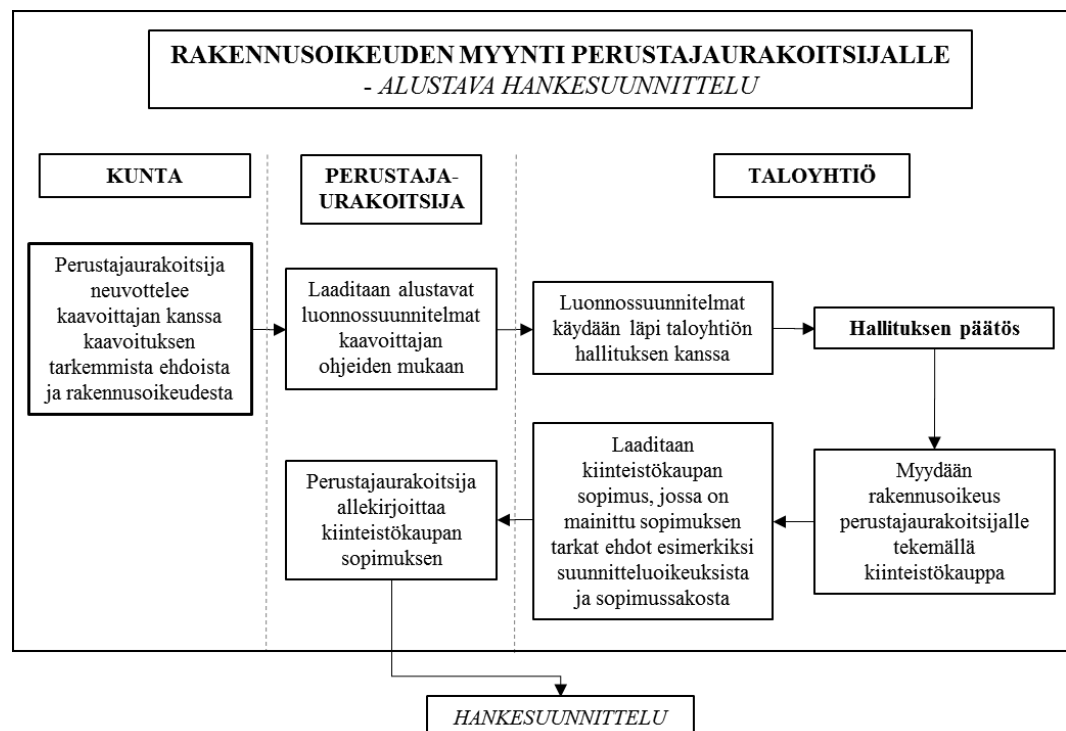 RAKENNUSOIKEUDEN MYYNTI PERUSTAJAURAKOITSIJALLE
- ALUSTAVA HANKESUUNNITTELU
KUNTA
PERUSTAJA-
URAKOITSIJA
TALOYHTIÖ
Perustajaurakoitsija
neuvottelee
kaavoittajan kanssa
kaavoituksen
tarkemmista ehdoista
ja rakennusoikeudesta
Laaditaan alustavat
luonnossuunnitelmat
kaavoittajan
ohjeiden mukaan
Luonnossuunnitelmat
käydään läpi taloyhtiön
hallituksen kanssa
Hallituksen päätös
Myydään
rakennusoikeus
perustajaurakoitsijalle
tekemällä
kiinteistökauppa
Laaditaan
kiinteistökaupan
sopimus, jossa on
mainittu sopimuksen
tarkat ehdot esimerkiksi
suunnitteluoikeuksista
ja sopimussakosta
Perustajaurakoitsija
allekirjoittaa
kiinteistökaupan
sopimuksen
HANKESUUNNITTELU